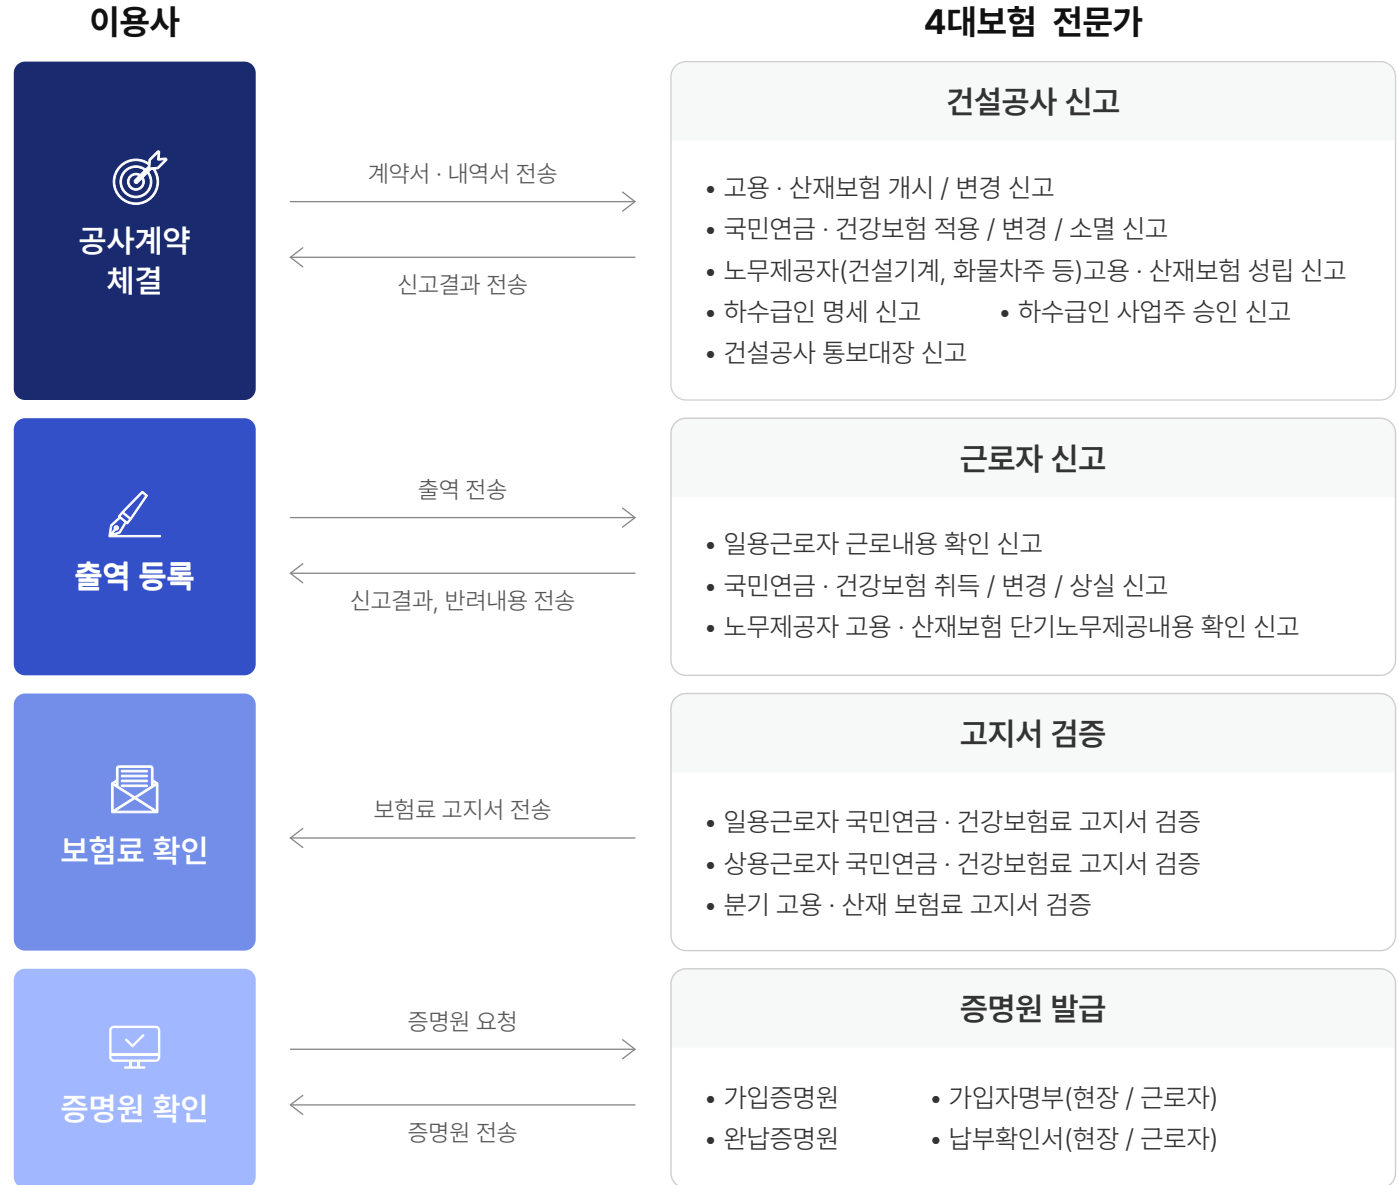 이용사
4대보험 전문가
공사계약
체결
계약서 · 내역서 전송
신고결과 전송
건설공사 신고
• 고용 · 산재보험 개시 / 변경 신고
• 국민연금 · 건강보험 적용 / 변경 / 소멸 신고
• 노무제공자(건설기계, 화물차주 등)고용 · 산재보험 성립 신고
• 하수급인 명세 신고 • 하수급인 사업주 승인 신고
• 건설공사 통보대장 신고
출역 등록
출역 전송
신고결과, 반려내용 전송
근로자 신고
• 일용근로자 근로내용 확인 신고
• 국민연금 · 건강보험 취득 / 변경 / 상실 신고
• 노무제공자 고용 · 산재보험 단기노무제공내용 확인 신고
보험료 확인
보험료 고지서 전송
고지서 검증
• 일용근로자 국민연금 · 건강보험료 고지서 검증
• 상용근로자 국민연금 · 건강보험료 고지서 검증
• 분기 고용 · 산재 보험료 고지서 검증
증명원 확인
증명원 요청
증명원 전송
증명원 발급
• 가입증명원 • 가입자명부(현장 / 근로자)
• 완납증명원 • 납부확인서(현장 / 근로자)